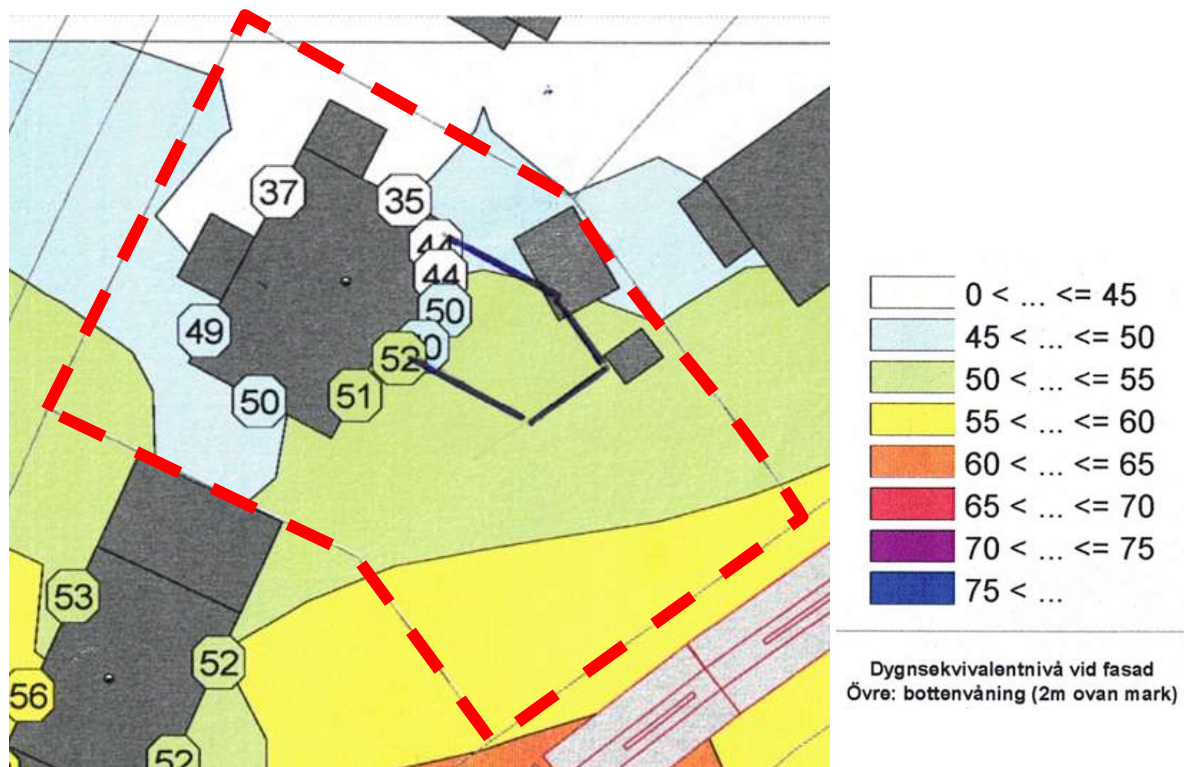 37
35
44
44
50
49
52
50
51
53
52
56
52
0 < ... <= 45
45 < ... <= 50
50 < ... <= 55
55 < ... <= 60
60 < ... <= 65
65 < ... <= 70
70 < ... <= 75
75 < ...
Dygnsekvivalentnivå vid fasad
Övre: bottenvåning (2m ovan mark)